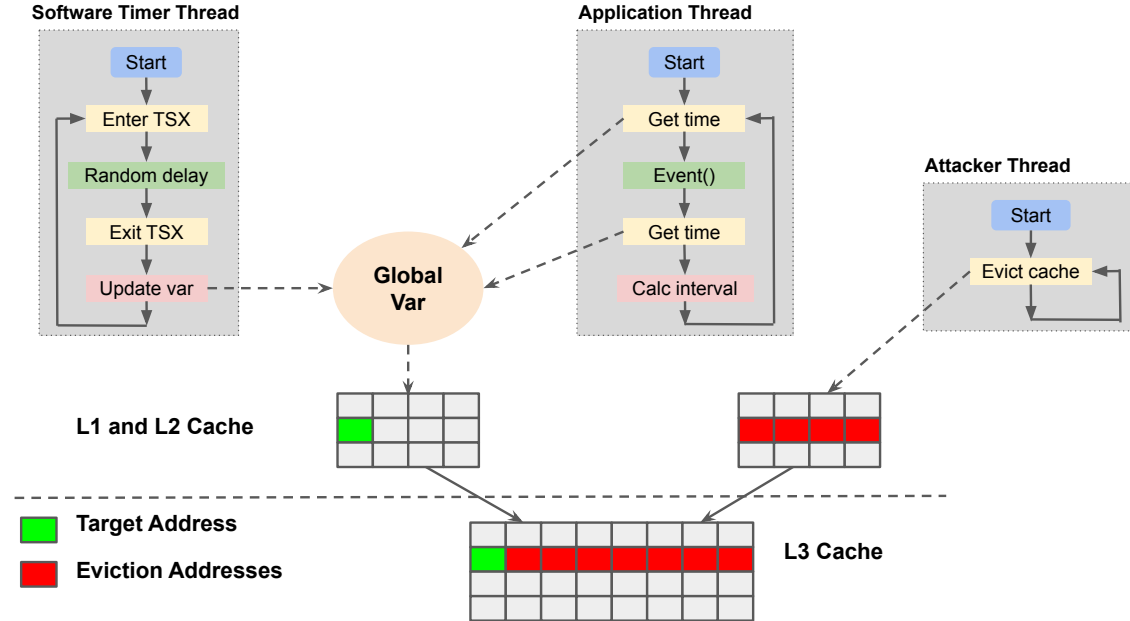 Software Timer Thread
Start
Enter TSX
Random delay
Exit TSX
Update var
Application Thread
Start
Get time
Event()
Get time
Calc interval
Attacker Thread
Start
Evict cache
Global
Var
L1 and L2 Cache
Target Address
Eviction Addresses
L3 Cache